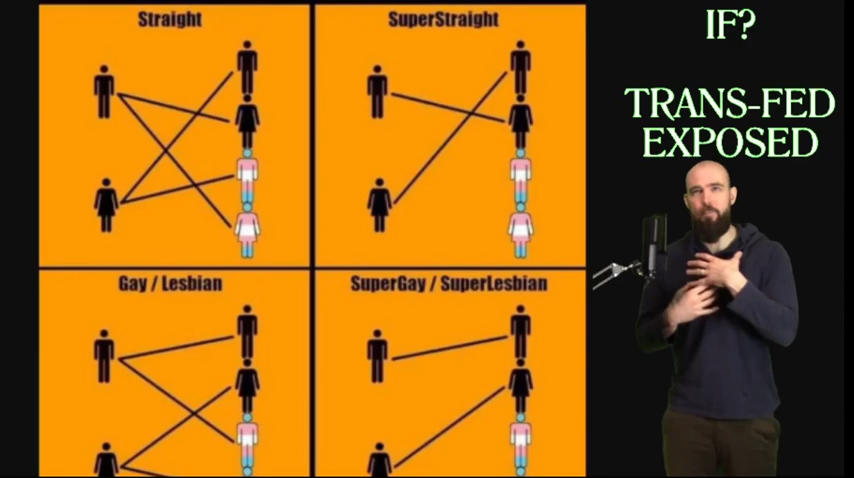 Straight
SuperStraight
Gay / Lesbian
SuperGay / SuperLesbian
IF?
TRANS-FED
EXPOSED